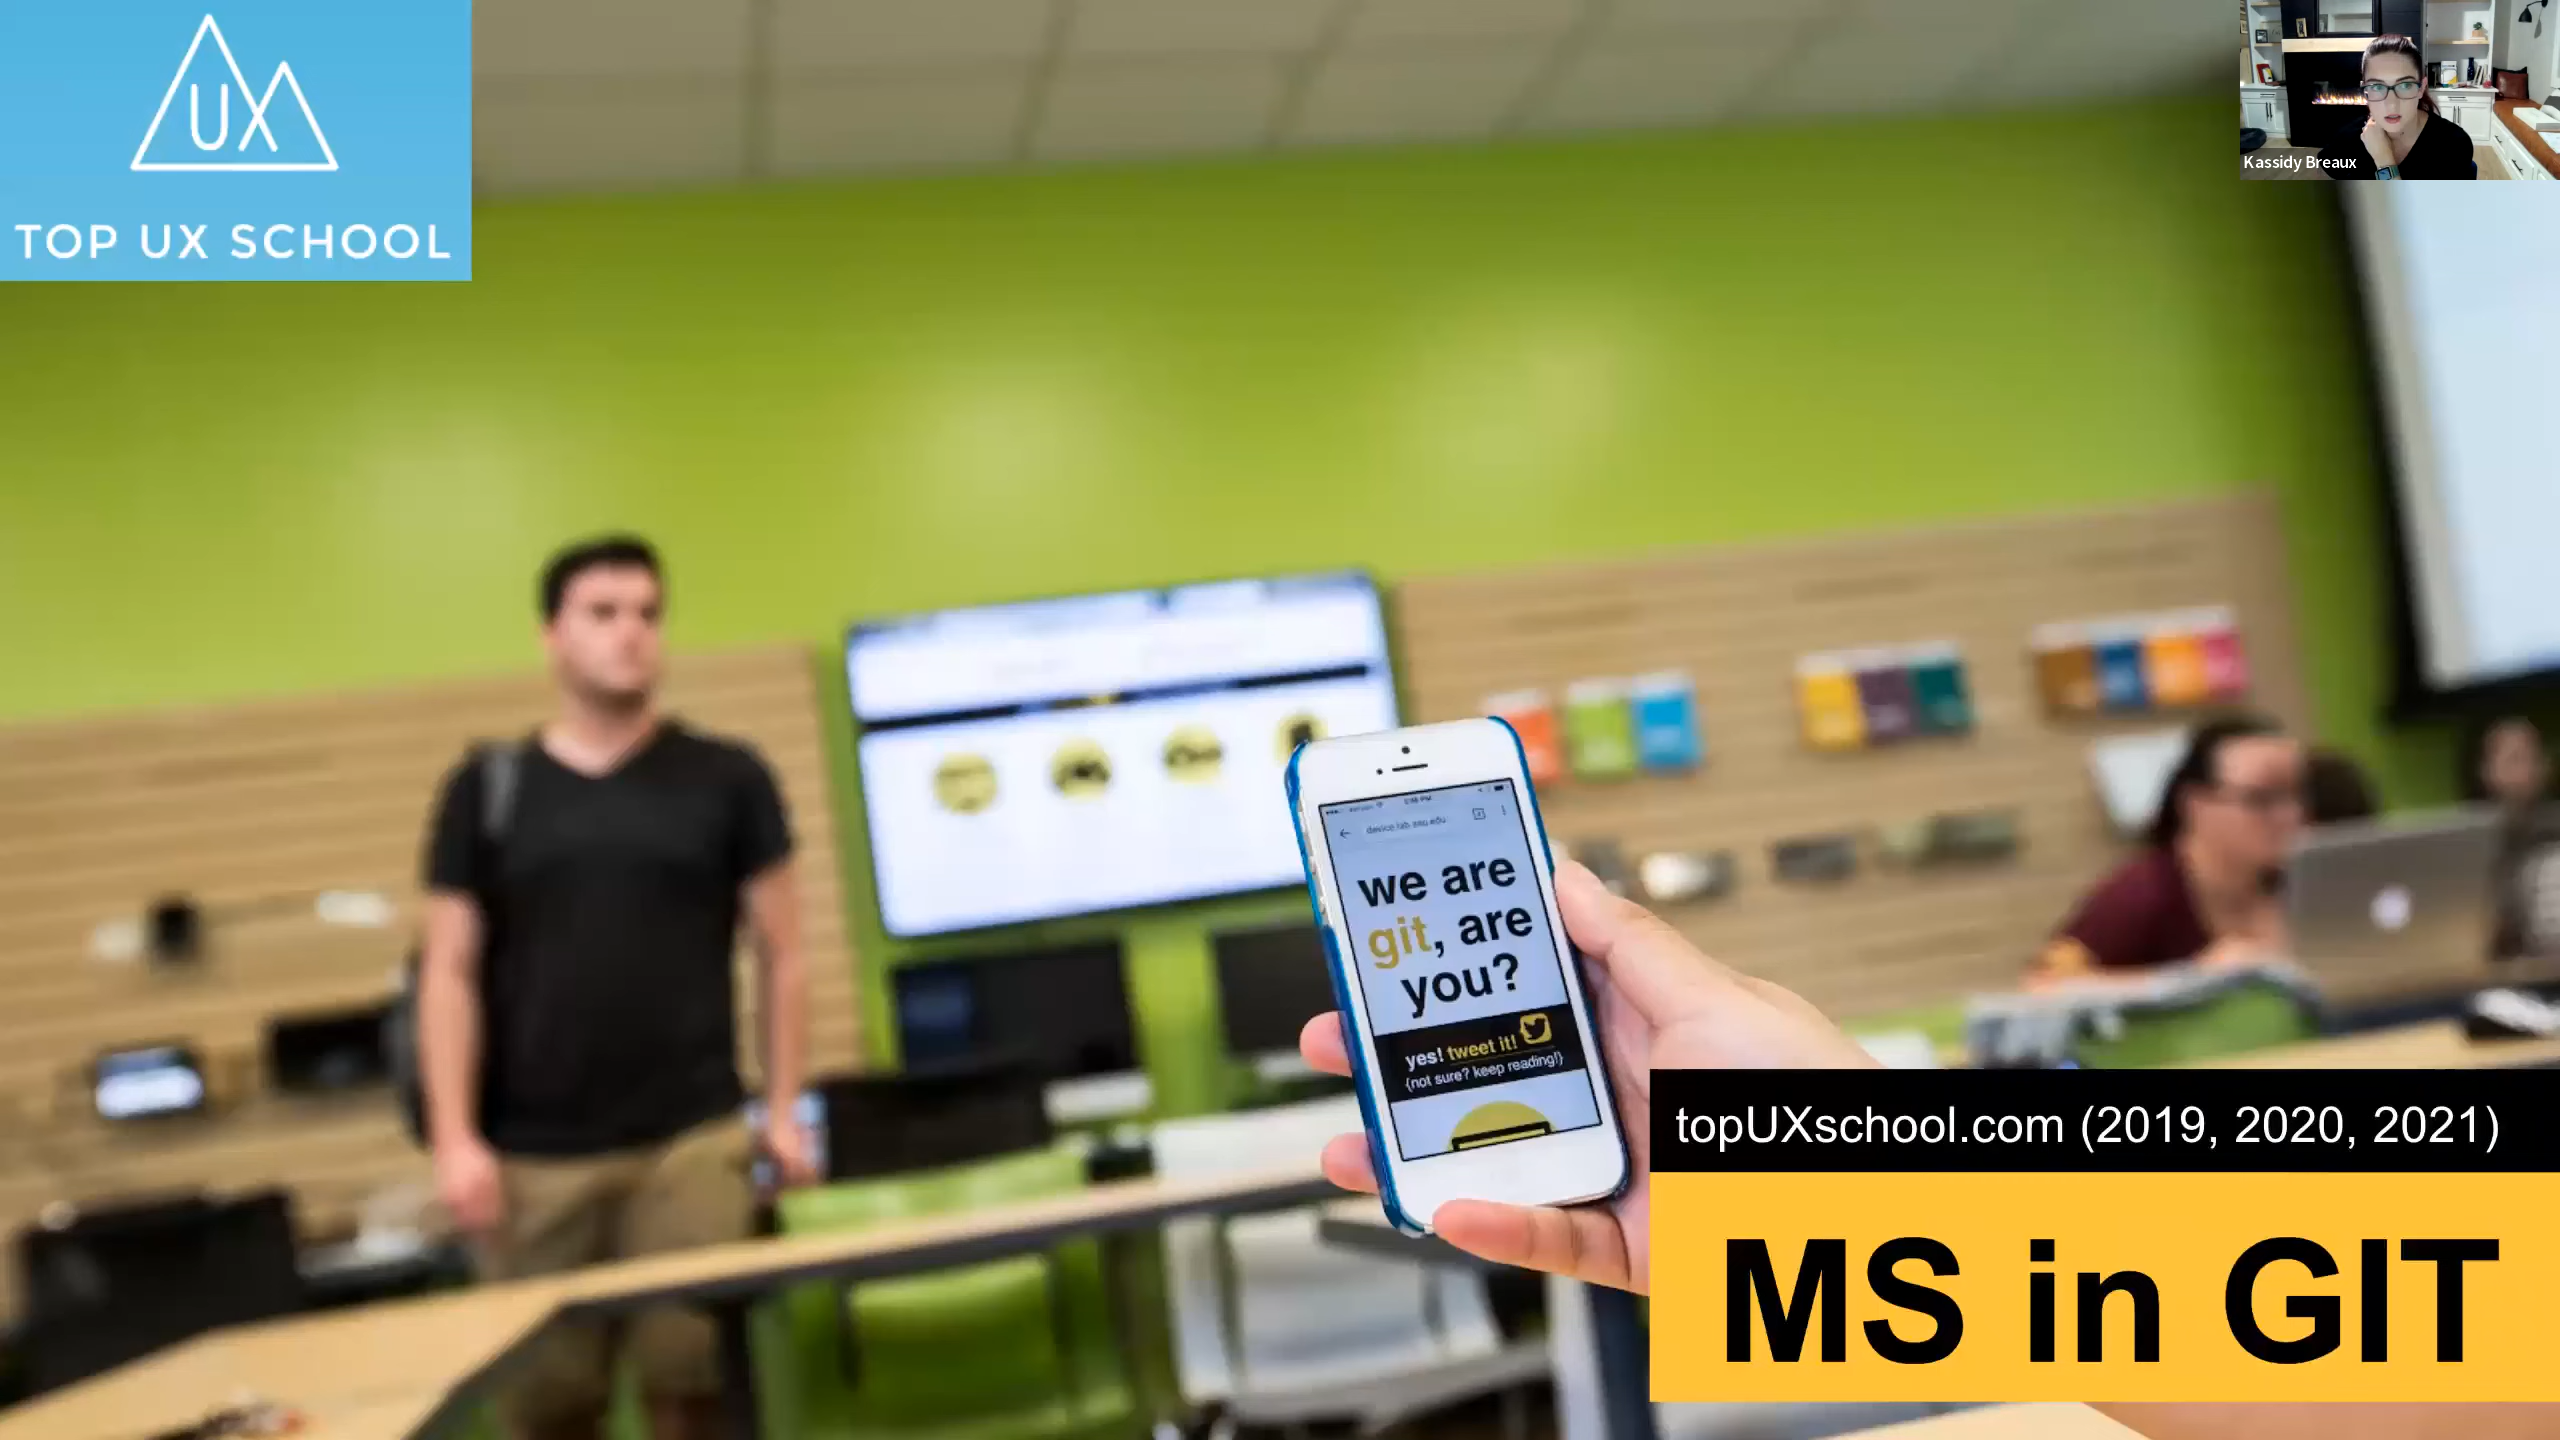 UX
TOP UX SCHOOL
Kassidy Breaux
we are
git, are
you?
yes! tweet it!
{not sure? keep reading!}
topUXschool.com (2019, 2020, 2021)
MS in GIT